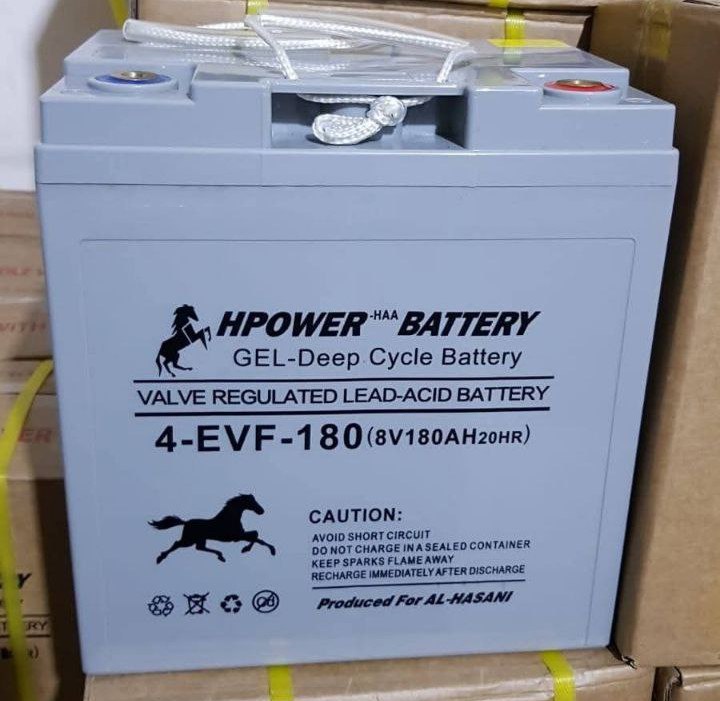 HPOWER-HAA BATTERY
GEL-Deep Cycle Battery
VALVE REGULATED LEAD-ACID BATTERY
4-EVF-180(8V180AH20HR)
CAUTION:
AVOID SHORT CIRCUIT
DO NOT CHARGE IN A SEALED CONTAINER
KEEP SPARKS FLAME AWAY
RECHARGE IMMEDIATELY AFTER DISCHARGE
Pb
Produced For AL-HASANI
WITH